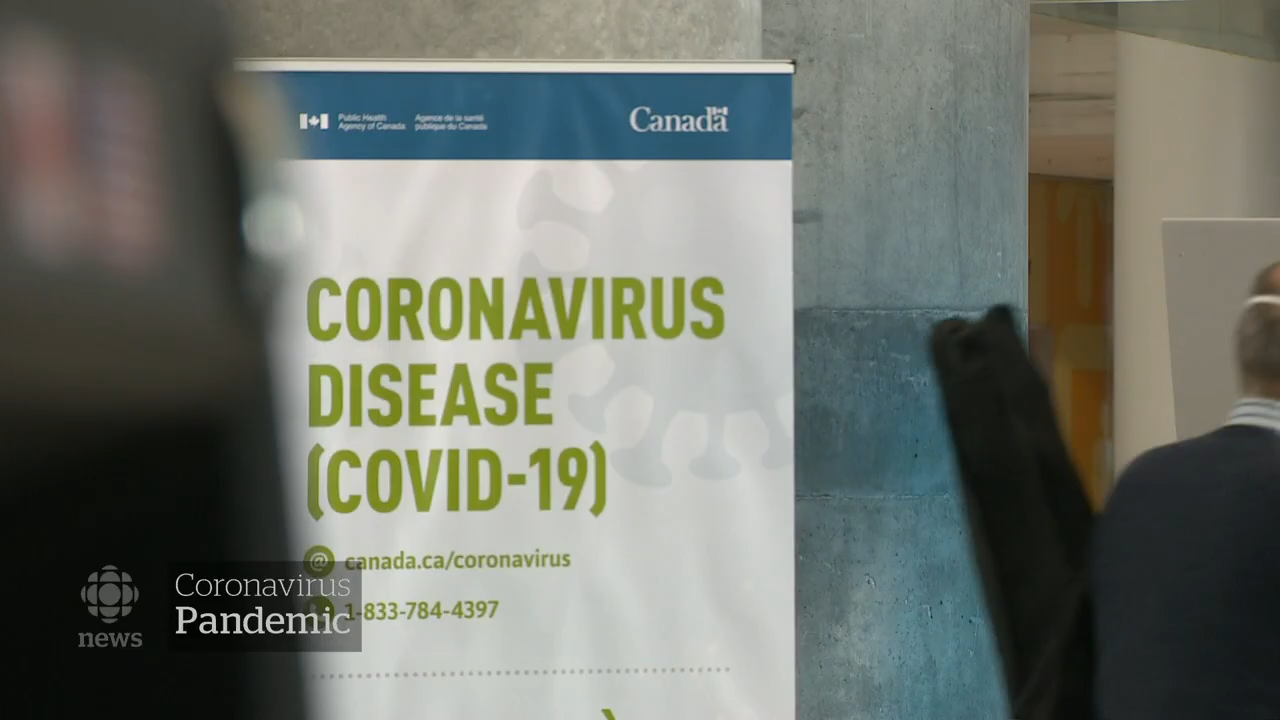 Public Health
Agency of Canada
Agence de la santé
publique du Canada
Canada
CORONAVIRUS
DISEASE
(COVID-19)
@ canada.ca/coronavirus
1-833-784-4397
news
Coronavirus
Pandemic